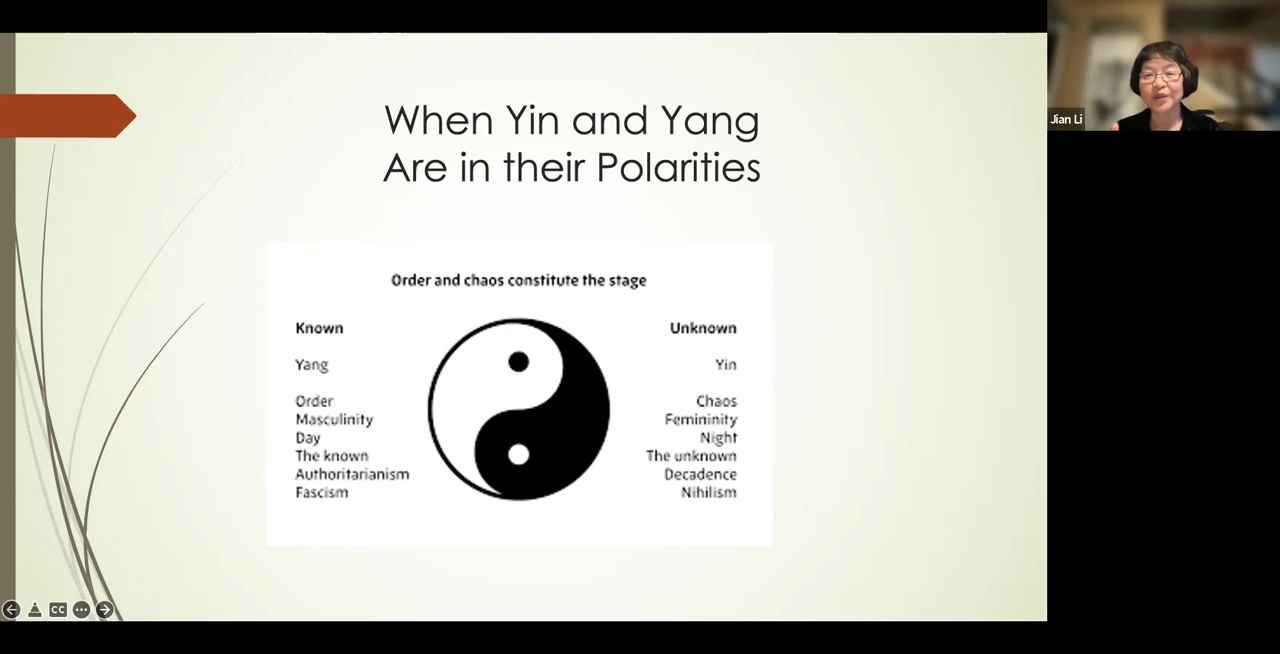 When Yin and Yang
Are in their Polarities
Order and chaos constitute the stage
Known
Yang
Order
Masculinity
Day
The known
Authoritarianism
Fascism
Unknown
Yin
Chaos
Femininity
Night
The unknown
Decadence
Nihilism
CC
Jian Li